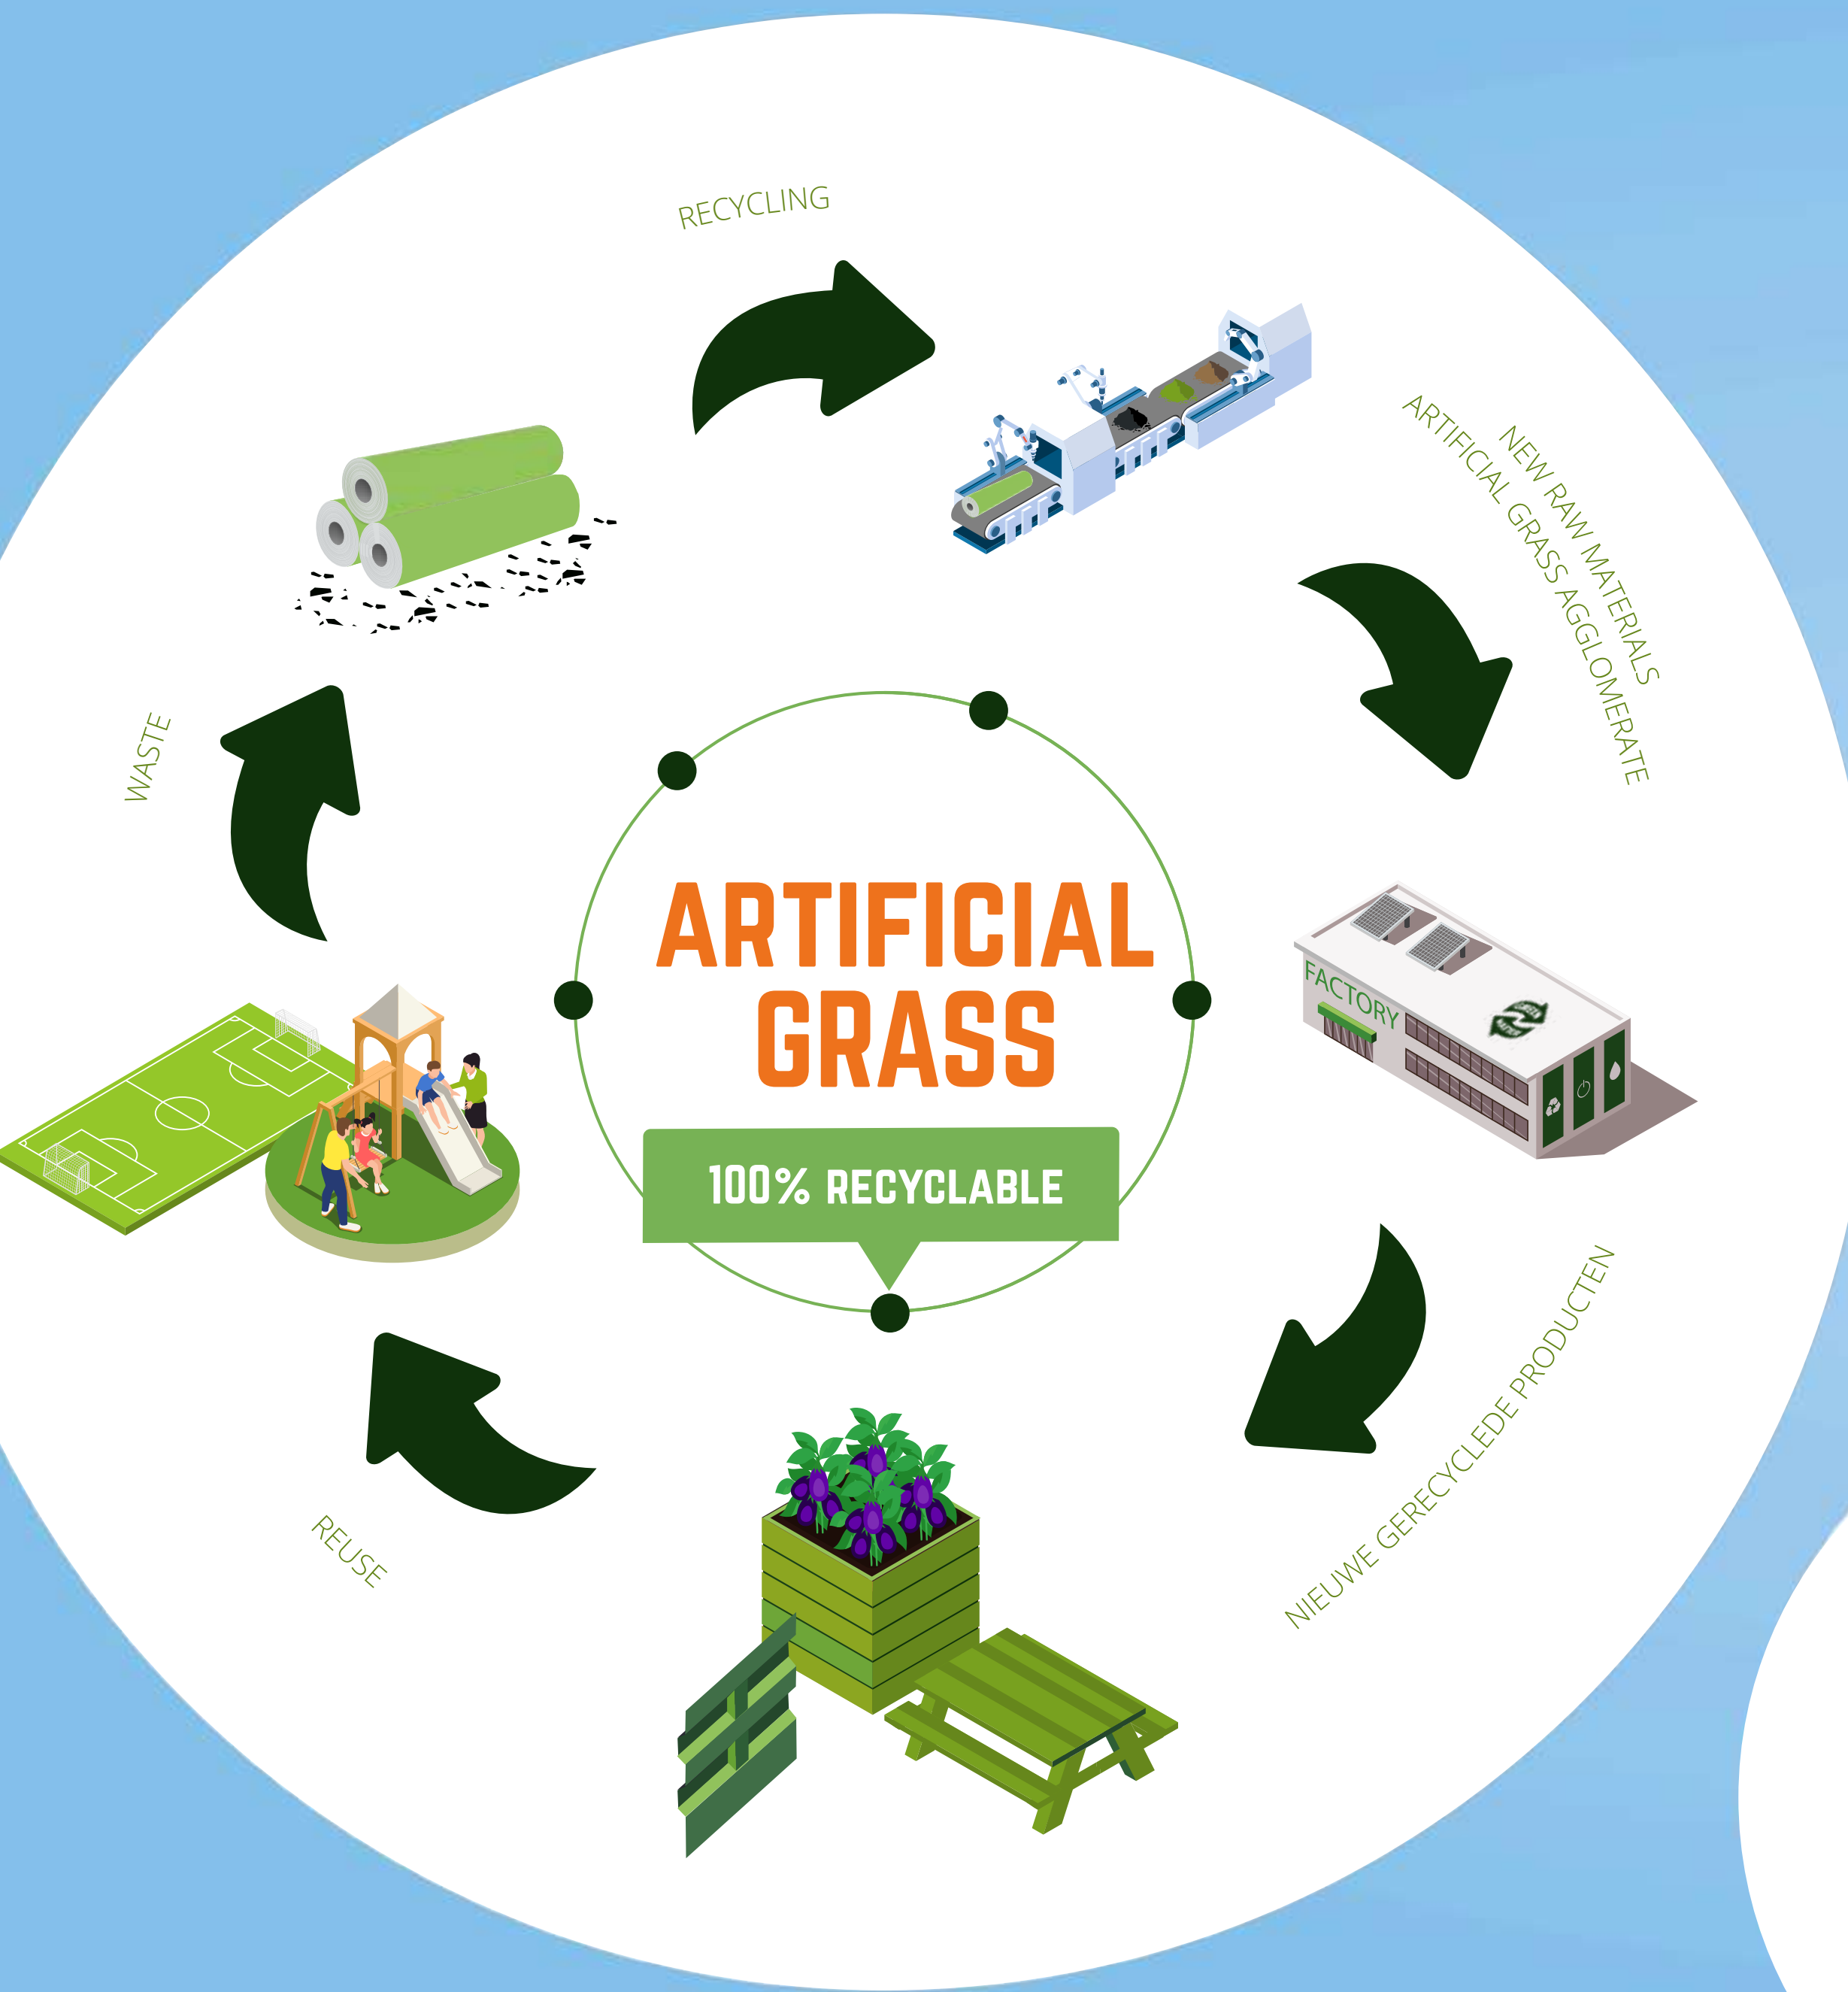 RECYCLING
NEW RAW MATERIALS
ARTIFICIAL GRASS AGGLOMERATE
WASTE
ARTIFICIAL
GRASS
100% RECYCLABLE
FACTORY
NIEUWE GERECYCLEDE PRODUCTEN
REUSE